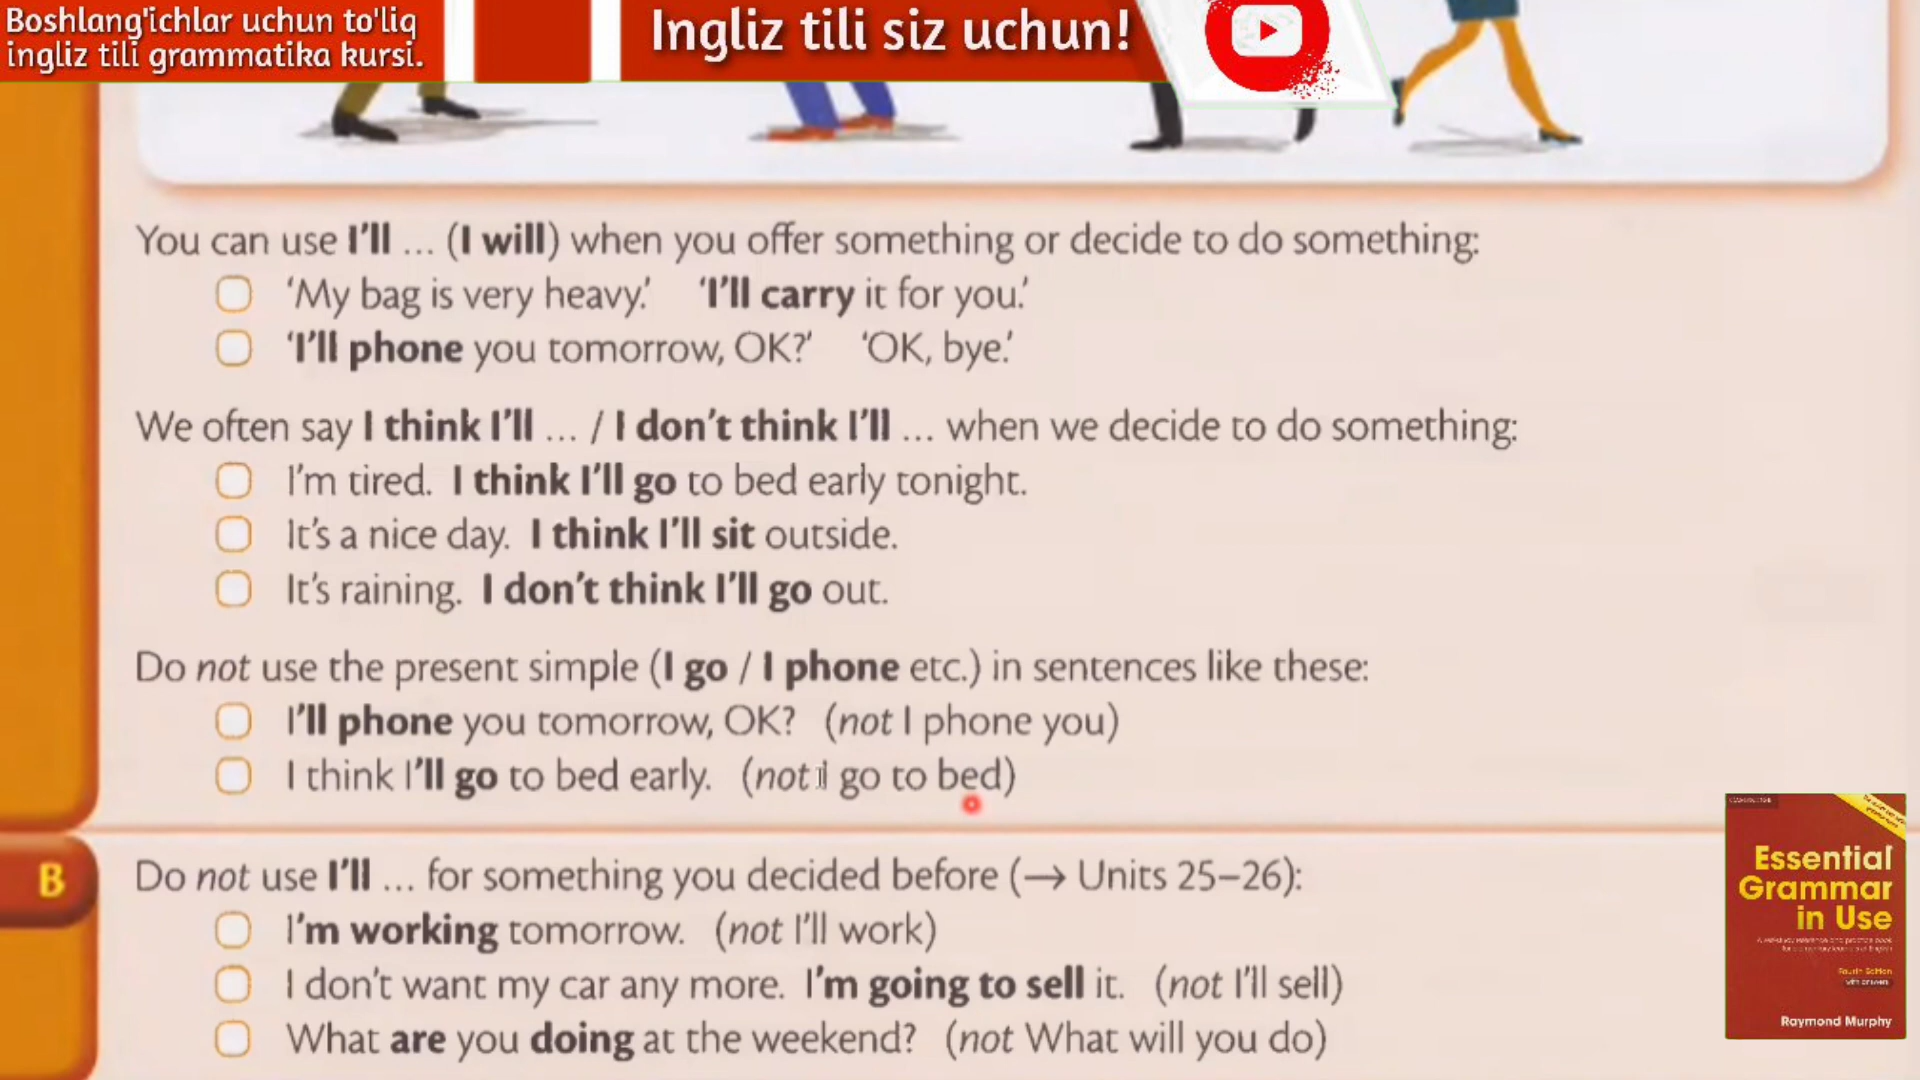 Boshlang'ichlar uchun to'liq
ingliz tili grammatika kursi.
Ingliz tili siz uchun!
You can use I'll ... (I will) when you offer something or decide to do something:
'My bag is very heavy.' 'I'll carry it for you.'
'I'll phone you tomorrow, OK?' 'OK, bye.'
We often say I think I'll ... / I don't think I'll ... when we decide to do something:
I'm tired. I think I'll go to bed early tonight.
It's a nice day. I think I'll sit outside.
It's raining. I don't think I'll go out.
Do not use the present simple (I go / I phone etc.) in sentences like these:
I'll phone you tomorrow, OK? (not I phone you)
I think I'll go to bed early. (not I go to bed)
B
Do not use I'll ... for something you decided before (→ Units 25–26):
I'm working tomorrow. (not I'll work)
I don't want my car any more. I'm going to sell it. (not I'll sell)
What are you doing at the weekend? (not What will you do)
Essential
Grammar
in Use
Fourth Edition
with answers
Raymond Murphy